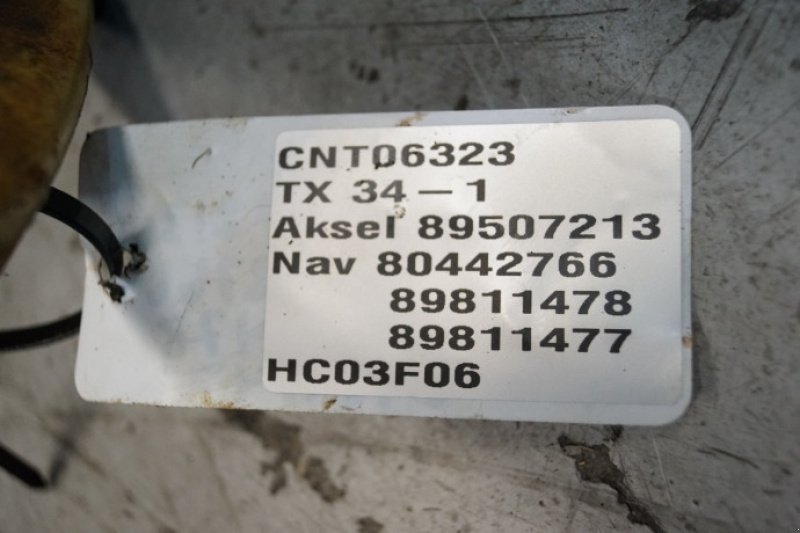 CNT06323
TX 34-1
Aksel 89507213
Nav 80442766
89811478
89811477
HC03F06